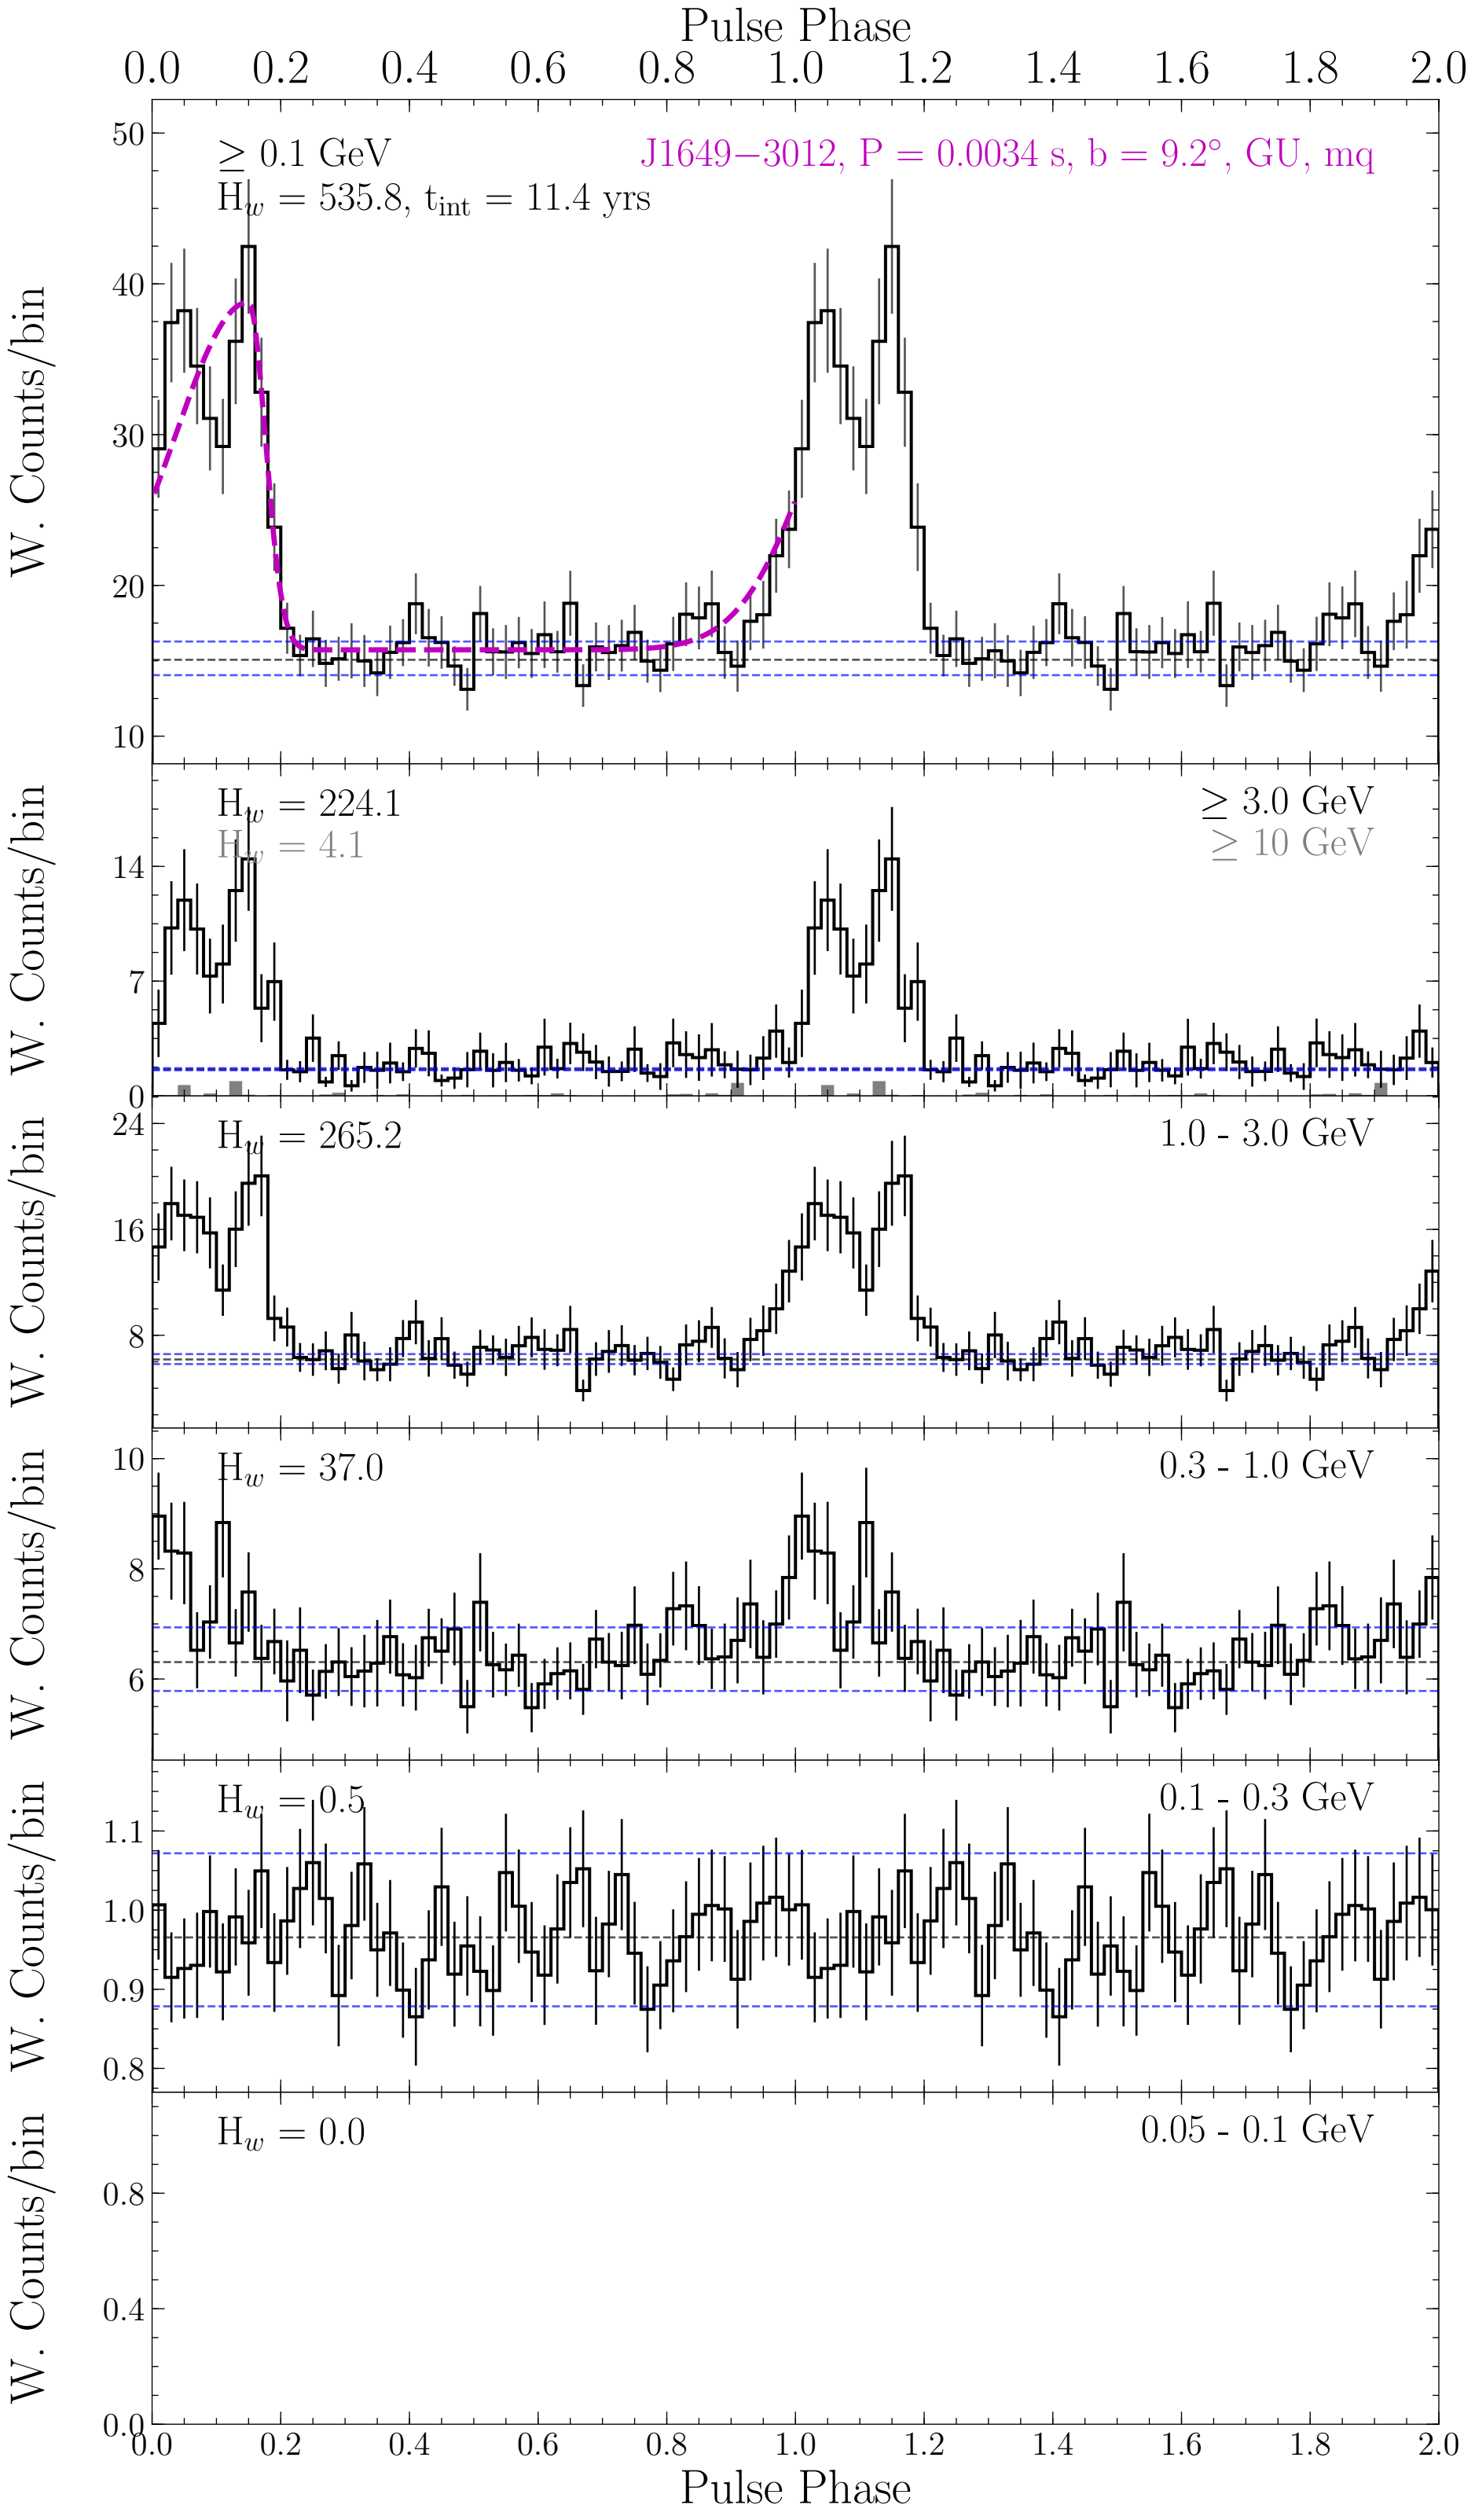 Pulse Phase
0.0 0.2 0.4 0.6 0.8 1.0 1.2 1.4 1.6 1.8 2.0
≥ 0.1 GeV
J1649−3012, P = 0.0034 s, b = 9.2°, GU, mq
H_w = 535.8, t_int = 11.4 yrs
50
40
30
20
10
W. Counts/bin
H_w = 224.1
≥ 3.0 GeV
H_w = 4.1
≥ 10 GeV
14
7
0
W. Counts/bin
H_w = 265.2
1.0 - 3.0 GeV
24
16
8
W. Counts/bin
H_w = 37.0
0.3 - 1.0 GeV
10
8
6
W. Counts/bin
H_w = 0.5
0.1 - 0.3 GeV
1.1
1.0
0.9
0.8
W. Counts/bin
H_w = 0.0
0.05 - 0.1 GeV
0.8
0.4
0.0
W. Counts/bin
0.0 0.2 0.4 0.6 0.8 1.0 1.2 1.4 1.6 1.8 2.0
Pulse Phase